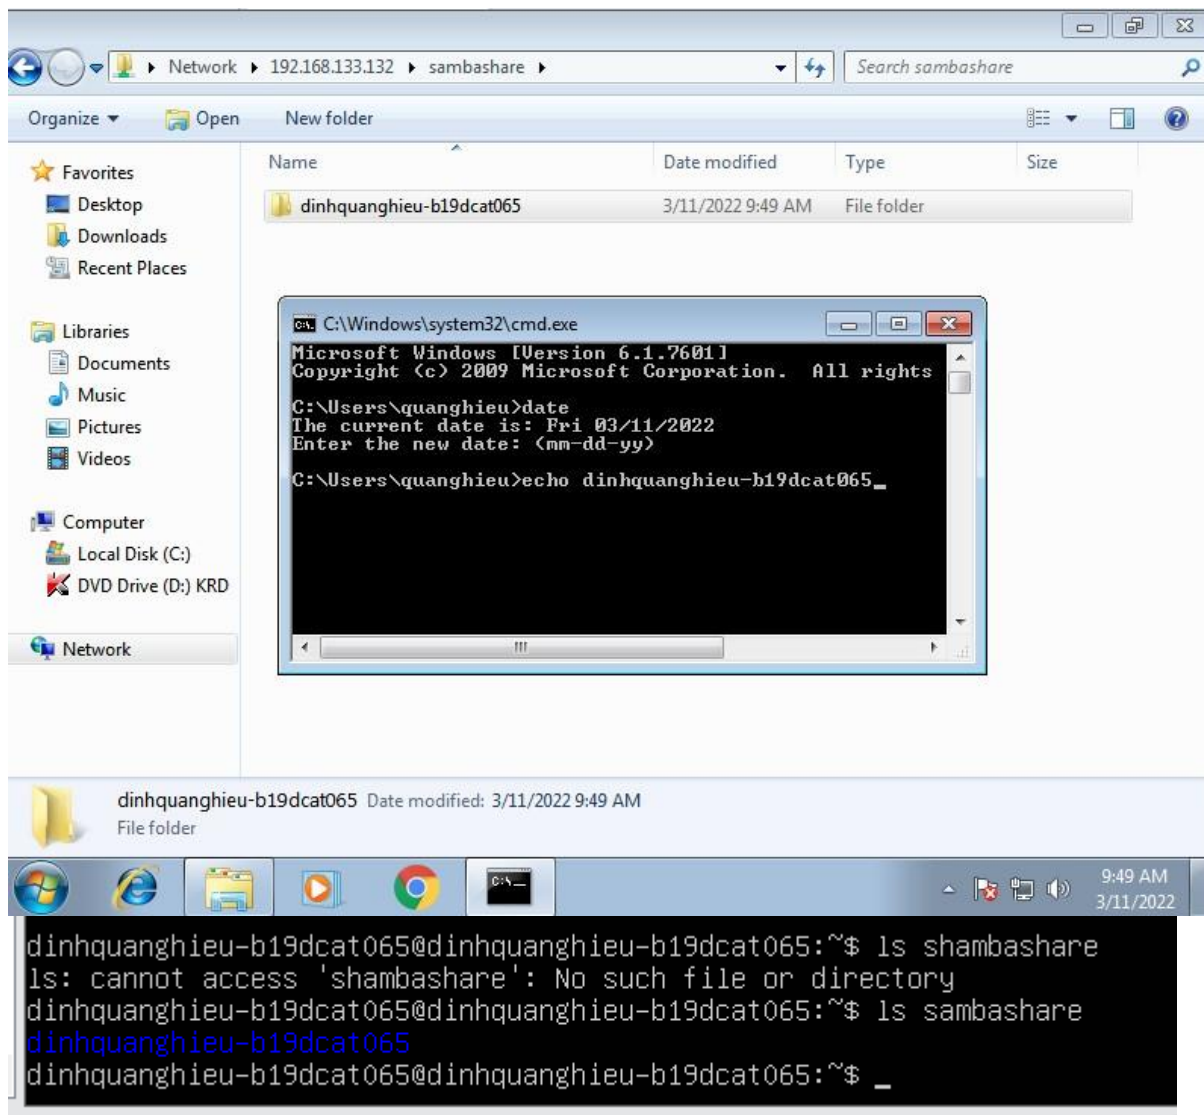 Network ▸ 192.168.133.132 ▸ sambashare ▸
Search sambashare
Organize Open New folder
Name Date modified Type Size
dinhquanghieu-b19dcat065 3/11/2022 9:49 AM File folder
Favorites
Desktop
Downloads
Recent Places
Libraries
Documents
Music
Pictures
Videos
Computer
Local Disk (C:)
DVD Drive (D:) KRD
Network
C:\Windows\system32\cmd.exe
Microsoft Windows [Version 6.1.7601]
Copyright (c) 2009 Microsoft Corporation.  All rights
C:\Users\quanghieu>date
The current date is: Fri 03/11/2022
Enter the new date: (mm-dd-yy)
C:\Users\quanghieu>echo dinhquanghieu-b19dcat065_
dinhquanghieu-b19dcat065 Date modified: 3/11/2022 9:49 AM
File folder
9:49 AM
3/11/2022
dinhquanghieu-b19dcat065@dinhquanghieu-b19dcat065:~$ ls shambashare
ls: cannot access 'shambashare': No such file or directory
dinhquanghieu-b19dcat065@dinhquanghieu-b19dcat065:~$ ls sambashare
dinhquanghieu-b19dcat065
dinhquanghieu-b19dcat065@dinhquanghieu-b19dcat065:~$ _